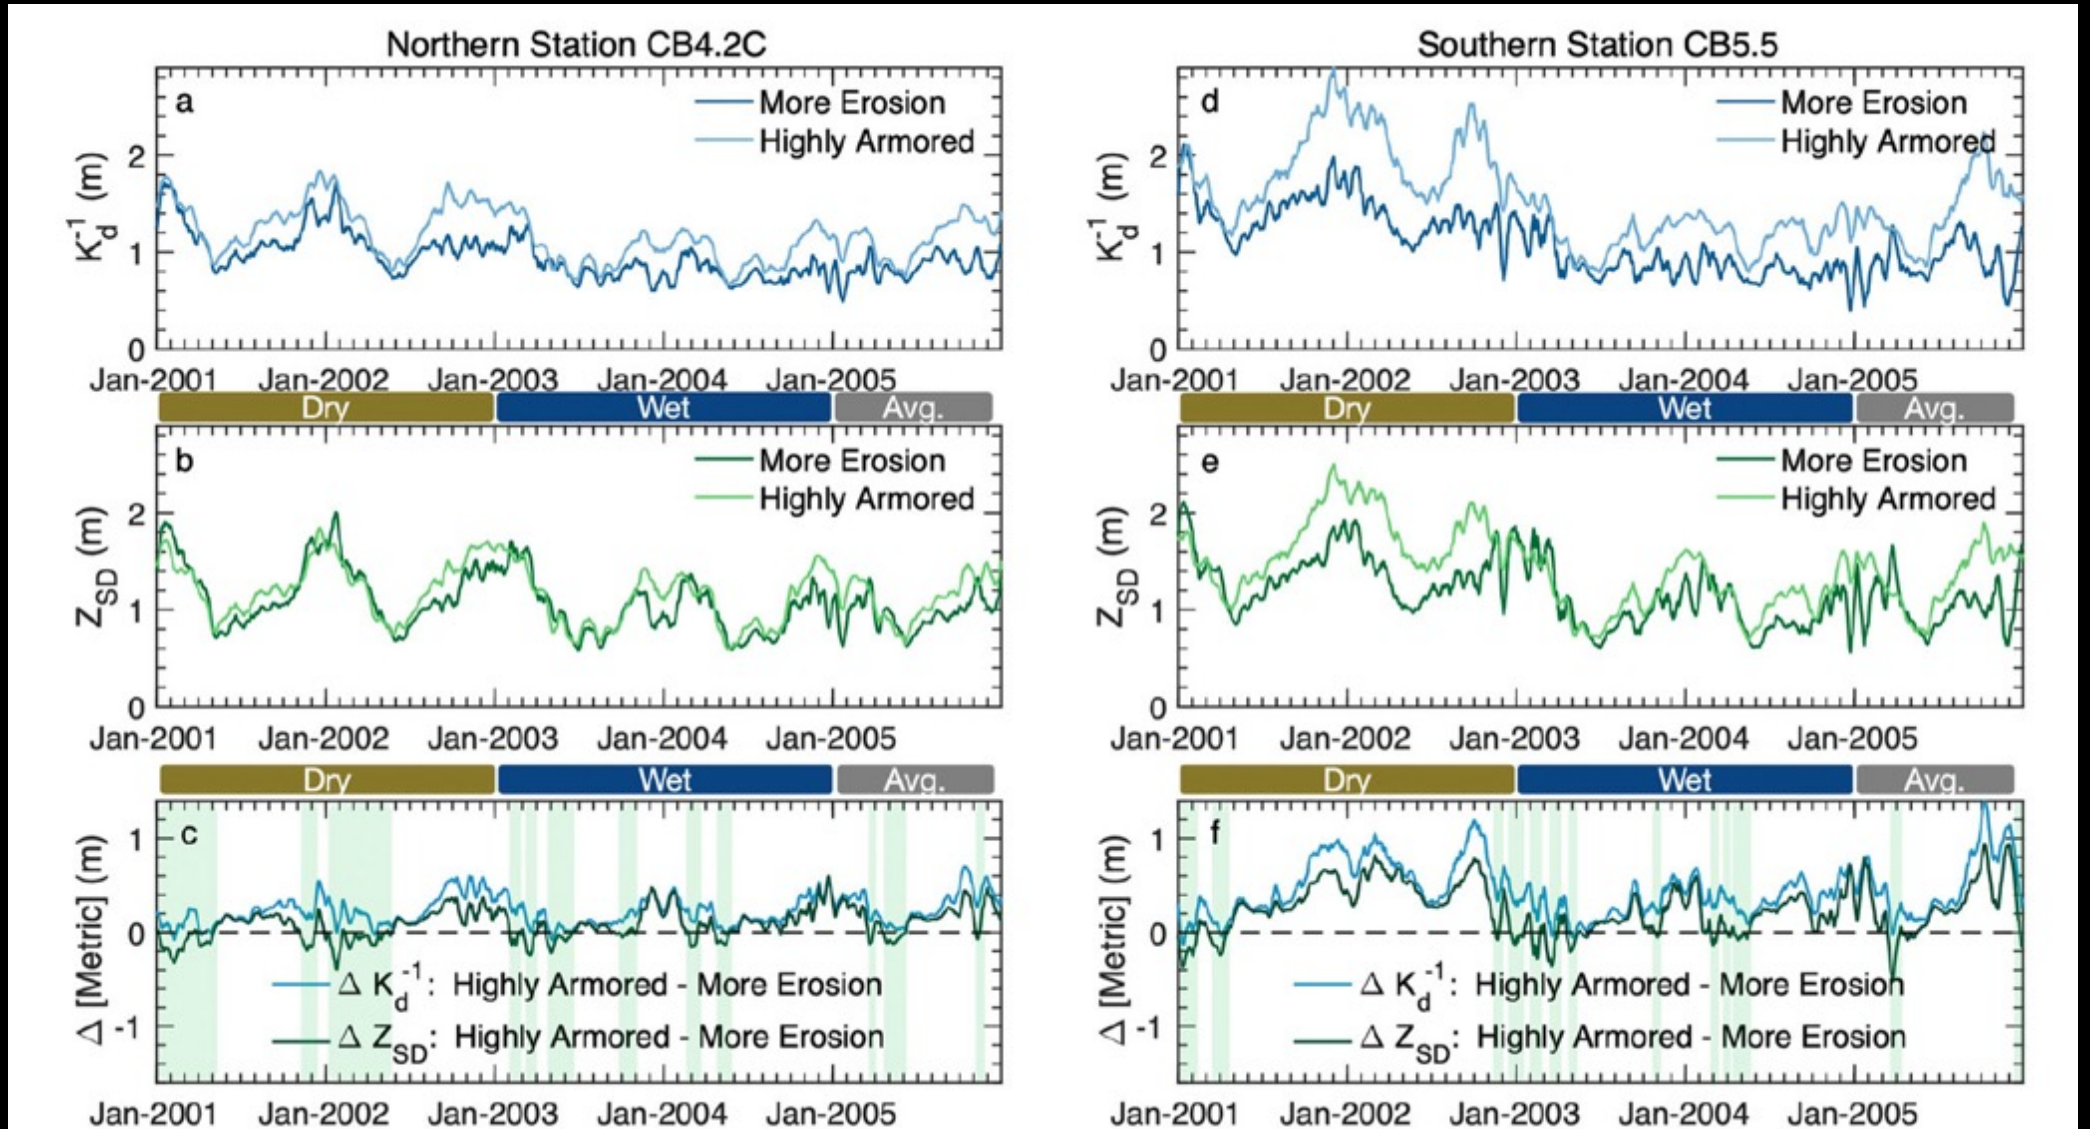 Northern Station CB4.2C
a
More Erosion
Highly Armored
K_d^-1 (m)
2
1
0
Jan-2001 Jan-2002 Jan-2003 Jan-2004 Jan-2005
Dry Wet Avg.
b
More Erosion
Highly Armored
Z_SD (m)
2
1
0
Jan-2001 Jan-2002 Jan-2003 Jan-2004 Jan-2005
Dry Wet Avg.
c
Δ [Metric] (m)
1
0
-1
Δ K_d^-1: Highly Armored - More Erosion
Δ Z_SD: Highly Armored - More Erosion
Jan-2001 Jan-2002 Jan-2003 Jan-2004 Jan-2005
Southern Station CB5.5
d
More Erosion
Highly Armored
K_d^-1 (m)
2
1
0
Jan-2001 Jan-2002 Jan-2003 Jan-2004 Jan-2005
Dry Wet Avg.
e
More Erosion
Highly Armored
Z_SD (m)
2
1
0
Jan-2001 Jan-2002 Jan-2003 Jan-2004 Jan-2005
Dry Wet Avg.
f
Δ [Metric] (m)
1
0
-1
Δ K_d^-1: Highly Armored - More Erosion
Δ Z_SD: Highly Armored - More Erosion
Jan-2001 Jan-2002 Jan-2003 Jan-2004 Jan-2005